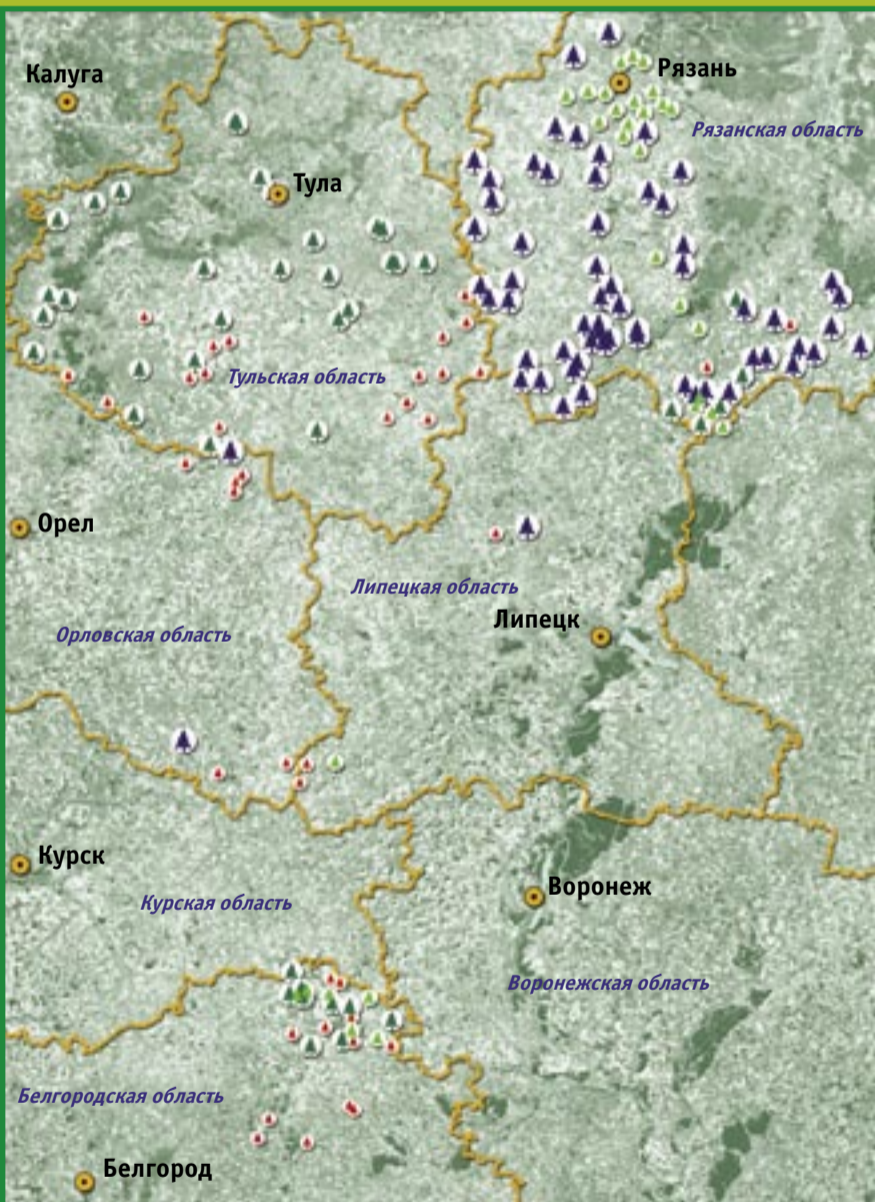 Калуга
Рязань
Рязанская область
Тула
Тульская область
Орел
Липецкая область
Липецк
Орловская область
Курск
Воронеж
Курская область
Воронежская область
Белгородская область
Белгород